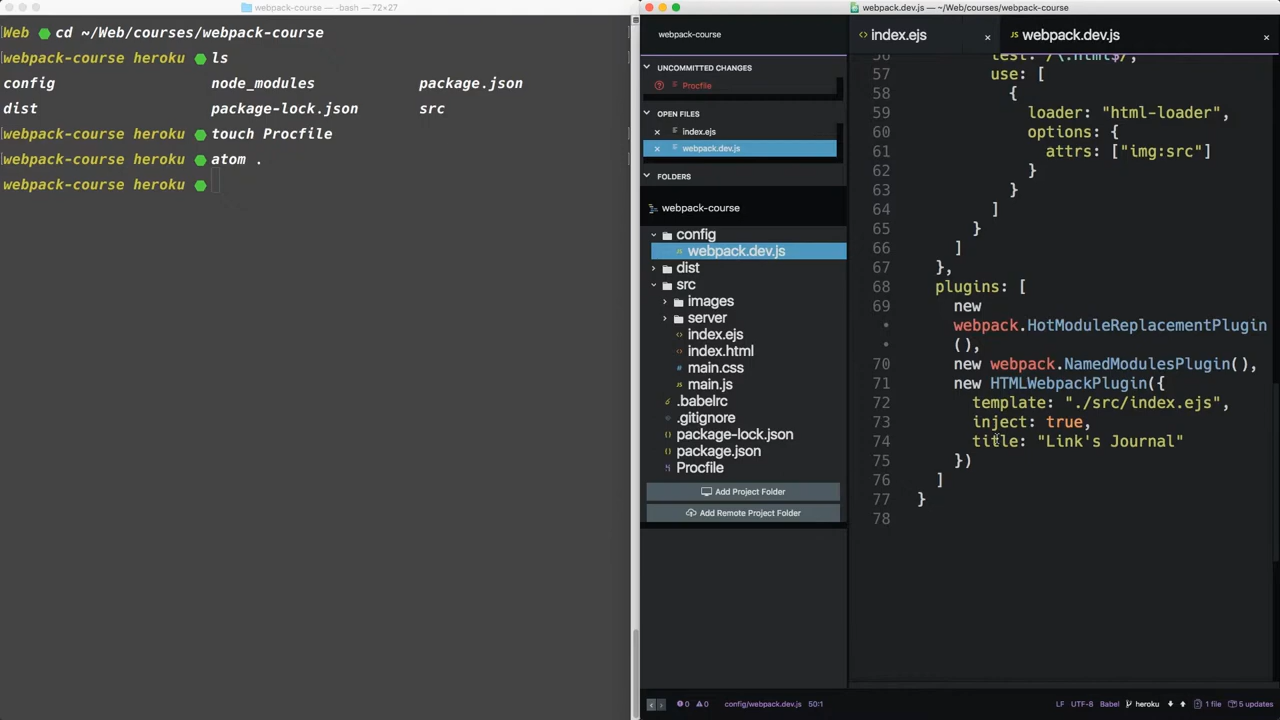 webpack-course — -bash — 72×27
Web cd ~/Web/courses/webpack-course
webpack-course heroku ls
config node_modules package.json
dist package-lock.json src
webpack-course heroku touch Procfile
webpack-course heroku atom .
webpack-course heroku
webpack.dev.js — ~/Web/courses/webpack-course
webpack-course
UNCOMMITTED CHANGES
Procfile
OPEN FILES
× index.ejs
× webpack.dev.js
FOLDERS
webpack-course
config
webpack.dev.js
dist
src
images
server
index.ejs
index.html
main.css
main.js
.babelrc
.gitignore
package-lock.json
package.json
Procfile
Add Project Folder
Add Remote Project Folder
index.ejs ×
webpack.dev.js ×
56 test: /\.html$/,
57 use: [
58 {
59 loader: "html-loader",
60 options: {
61 attrs: ["img:src"]
62 }
63 }
64 ]
65 }
66 ]
67 },
68 plugins: [
69 new
• webpack.HotModuleReplacementPlugin
• (),
70 new webpack.NamedModulesPlugin(),
71 new HTMLWebpackPlugin({
72 template: "./src/index.ejs",
73 inject: true,
74 title: "Link's Journal"
75 })
76 ]
77 }
78
0 0 config/webpack.dev.js 50:1 LF UTF-8 Babel heroku 1 file 5 updates